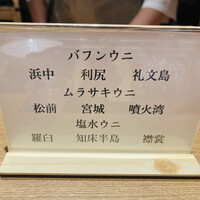 バフンウニ
浜中 利尻 礼文島
ムラサキウニ
松前 宮城 噴火湾
塩水ウニ
羅臼 知床半島 襟裳